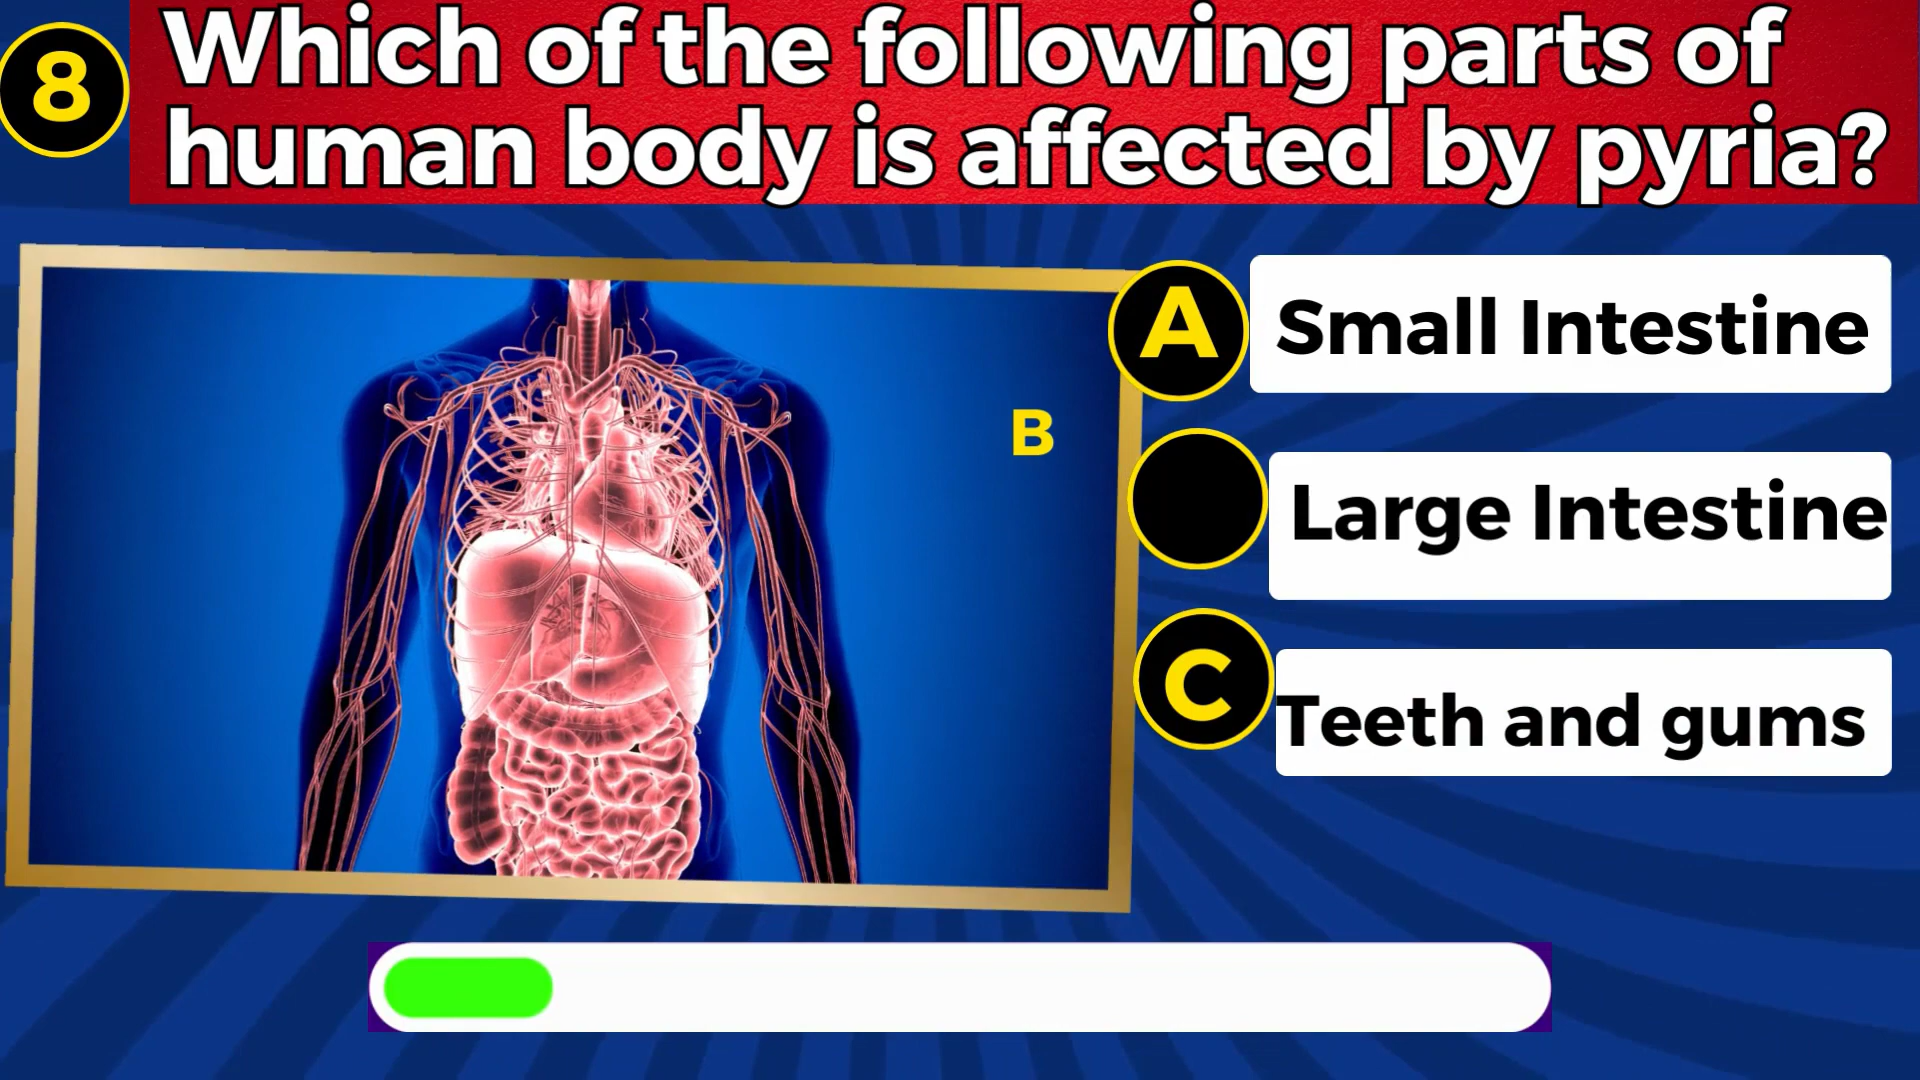 8
Which of the following parts of
human body is affected by pyria?
A
Small Intestine
B
Large Intestine
C
Teeth and gums